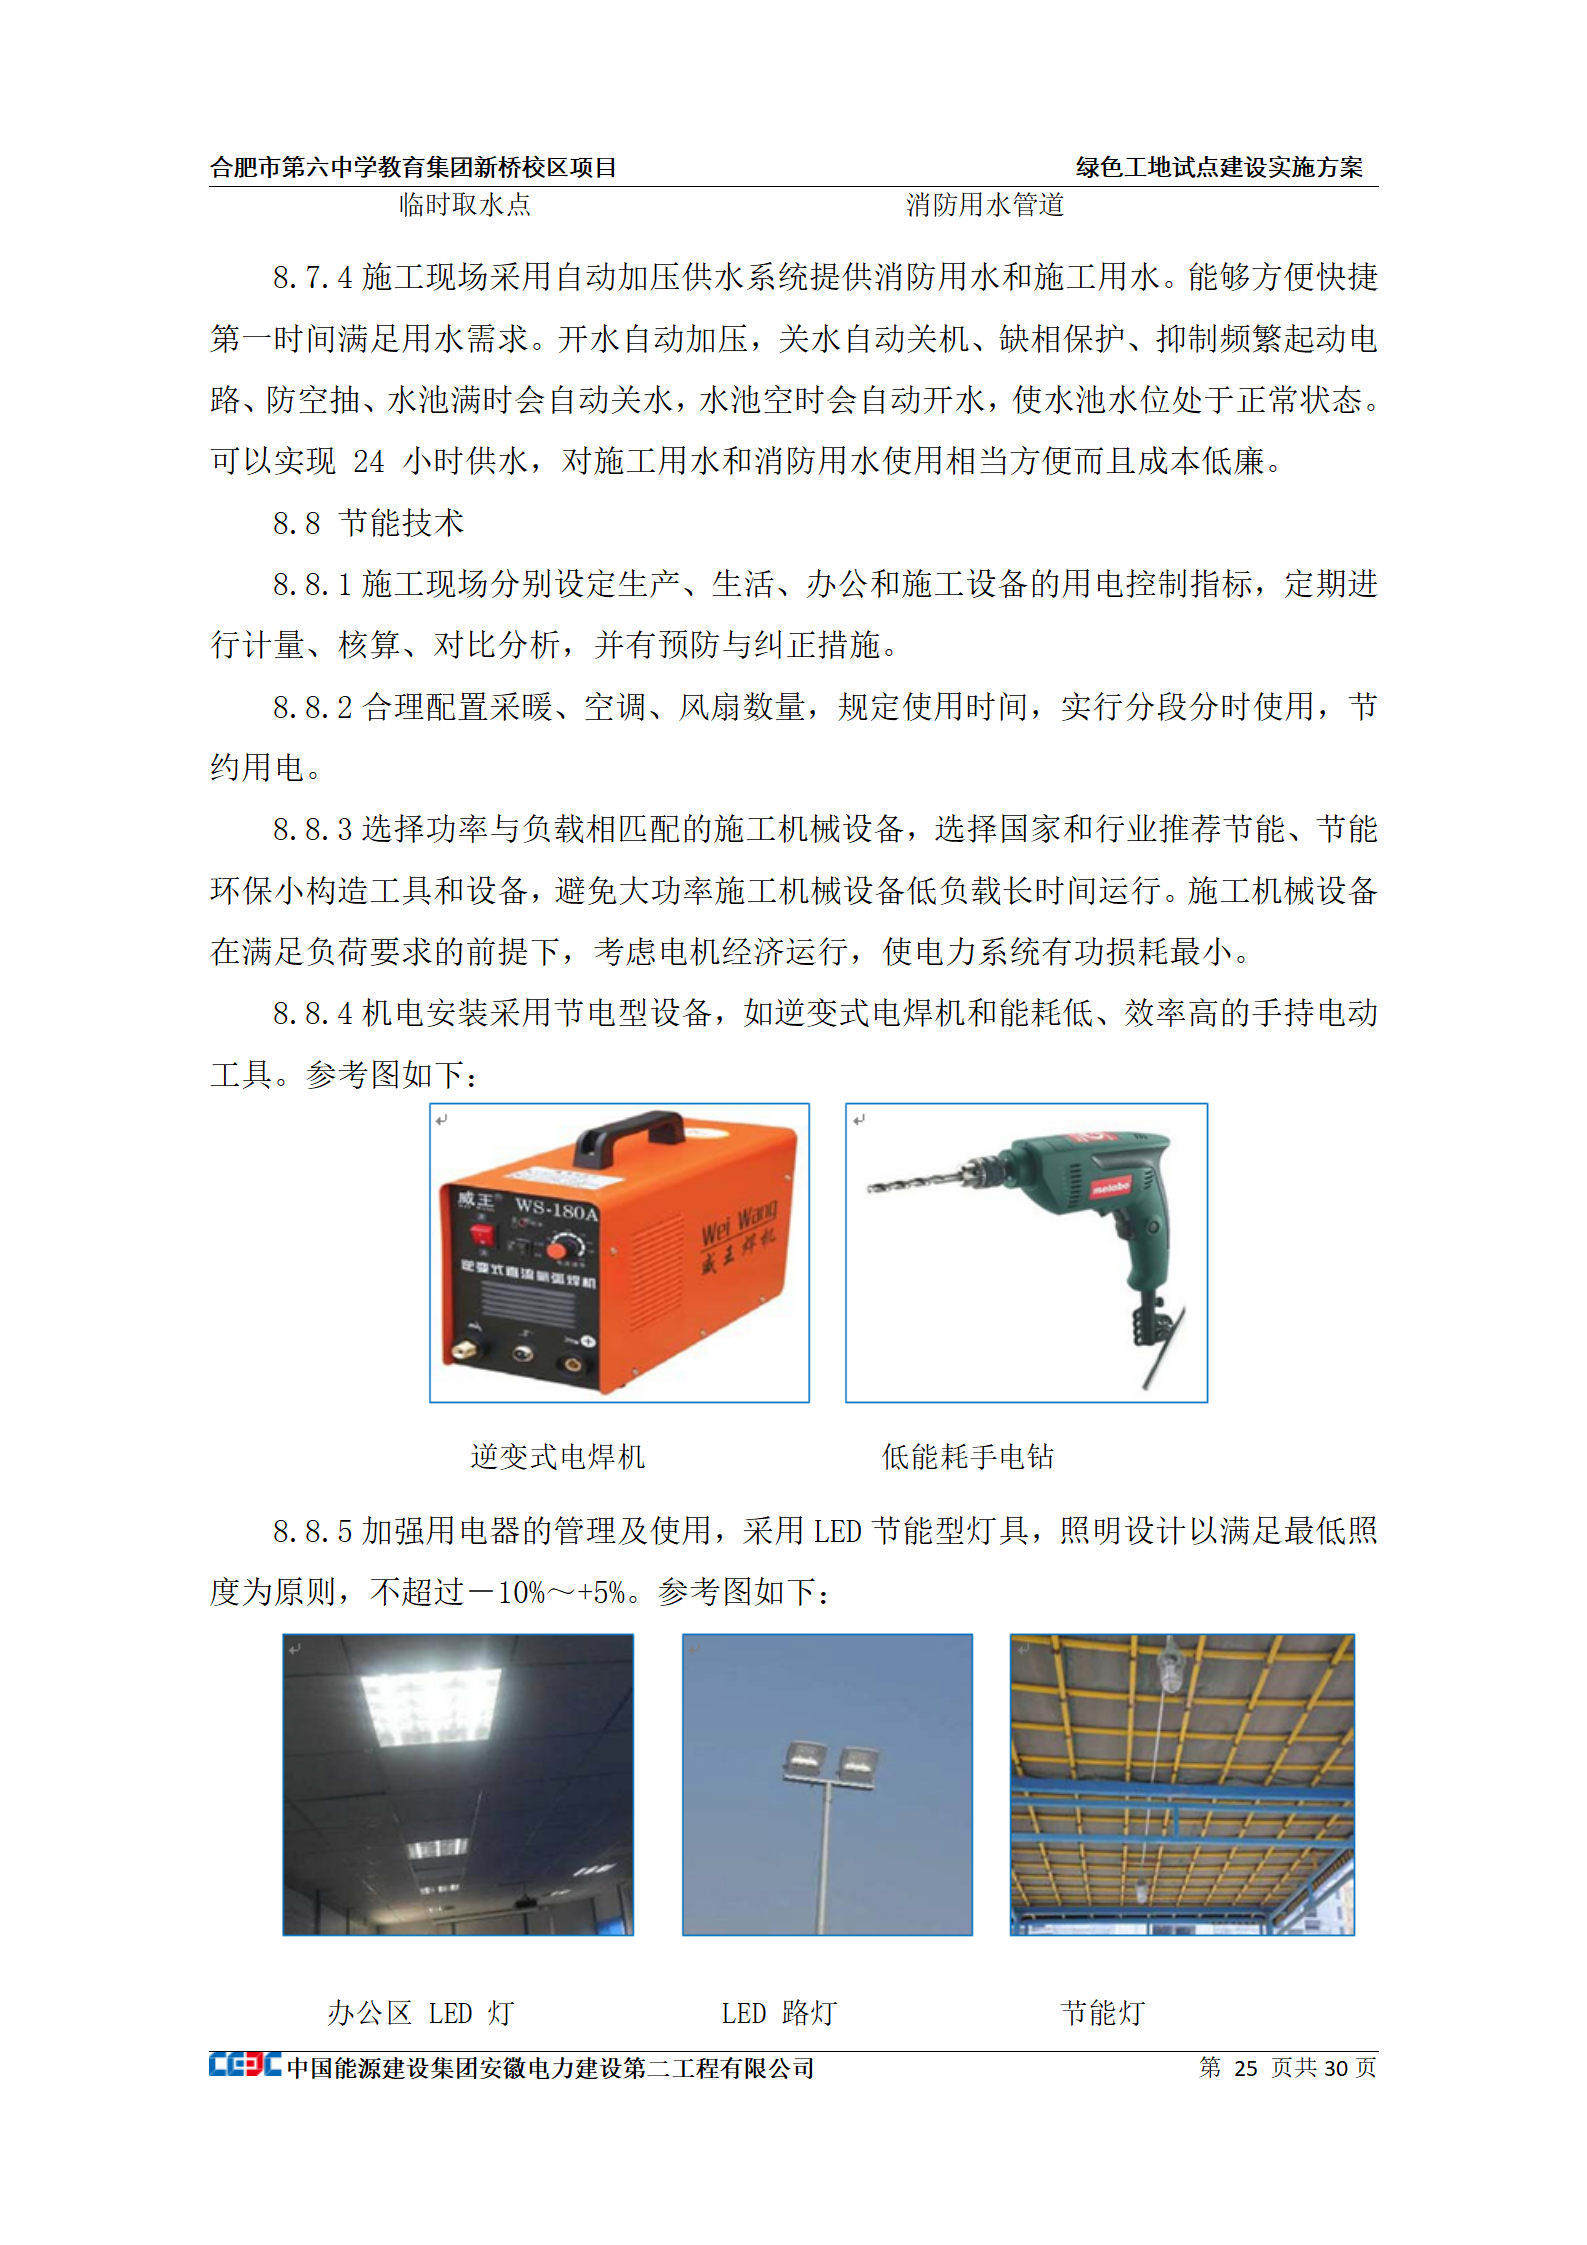 合肥市第六中学教育集团新桥校区项目 绿色工地试点建设实施方案
临时取水点 消防用水管道
8.7.4施工现场采用自动加压供水系统提供消防用水和施工用水。能够方便快捷
第一时间满足用水需求。开水自动加压，关水自动关机、缺相保护、抑制频繁起动电
路、防空抽、水池满时会自动关水，水池空时会自动开水，使水池水位处于正常状态。
可以实现 24 小时供水，对施工用水和消防用水使用相当方便而且成本低廉。
8.8 节能技术
8.8.1施工现场分别设定生产、生活、办公和施工设备的用电控制指标，定期进
行计量、核算、对比分析，并有预防与纠正措施。
8.8.2合理配置采暖、空调、风扇数量，规定使用时间，实行分段分时使用，节
约用电。
8.8.3选择功率与负载相匹配的施工机械设备，选择国家和行业推荐节能、节能
环保小构造工具和设备，避免大功率施工机械设备低负载长时间运行。施工机械设备
在满足负荷要求的前提下，考虑电机经济运行，使电力系统有功损耗最小。
8.8.4机电安装采用节电型设备，如逆变式电焊机和能耗低、效率高的手持电动
工具。参考图如下：
威王
WS-180A
逆变式直流氩弧焊机
Wei Wang
威王焊机
metabo
逆变式电焊机 低能耗手电钻
8.8.5加强用电器的管理及使用，采用LED节能型灯具，照明设计以满足最低照
度为原则，不超过－10%～+5%。参考图如下：
办公区 LED 灯 LED 路灯 节能灯
中国能源建设集团安徽电力建设第二工程有限公司 第 25 页共30页